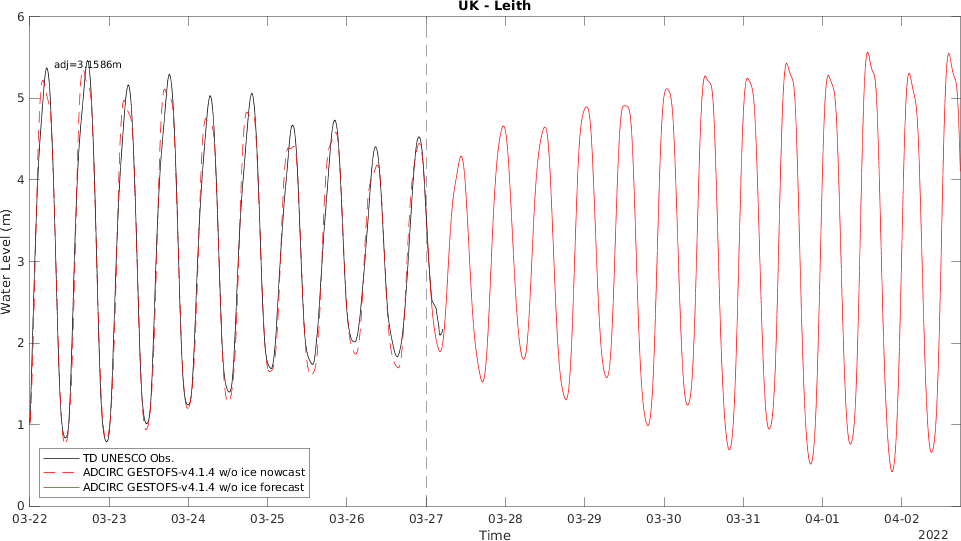 UK - Leith
adj=3.1586m
6
5
4
3
2
1
0
Water Level (m)
TD UNESCO Obs.
ADCIRC GESTOFS-v4.1.4 w/o ice nowcast
ADCIRC GESTOFS-v4.1.4 w/o ice forecast
03-22 03-23 03-24 03-25 03-26 03-27 03-28 03-29 03-30 03-31 04-01 04-02
Time
2022